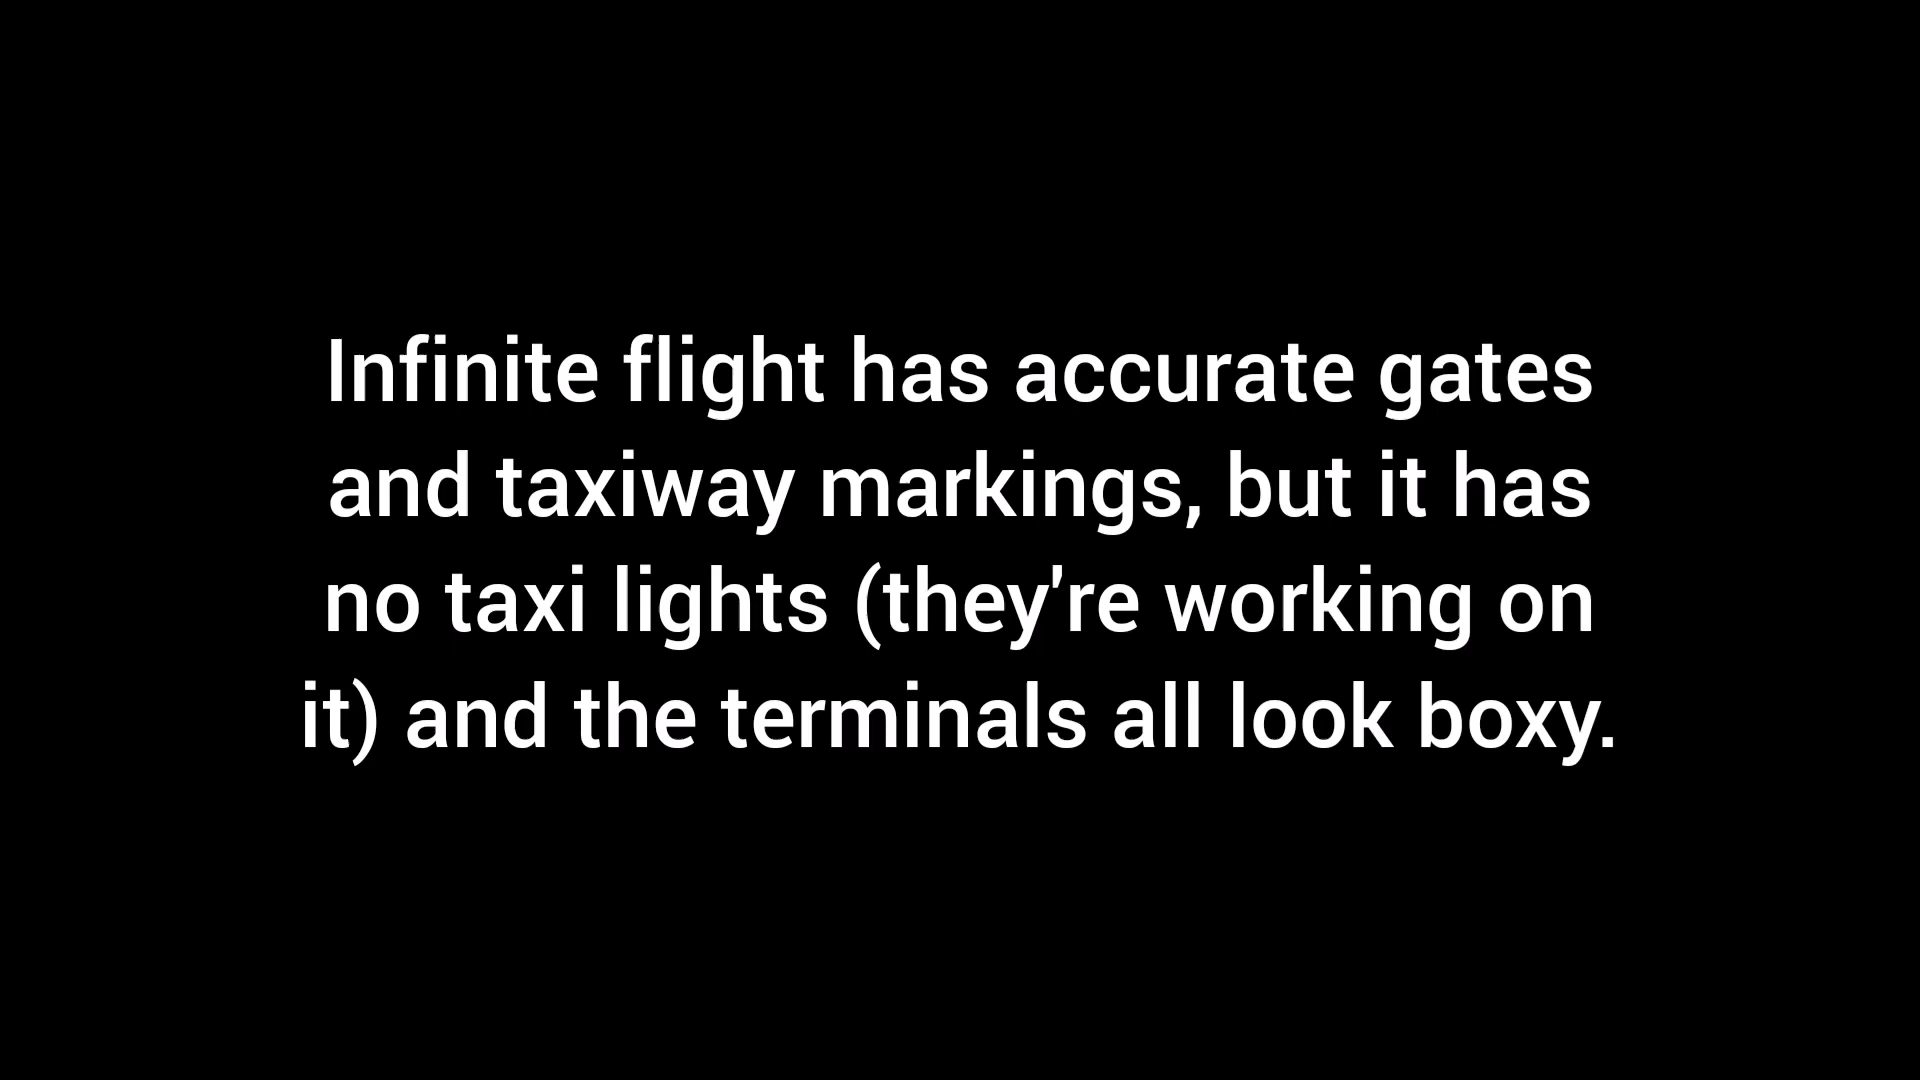 Infinite flight has accurate gates
and taxiway markings, but it has
no taxi lights (they're working on
it) and the terminals all look boxy.